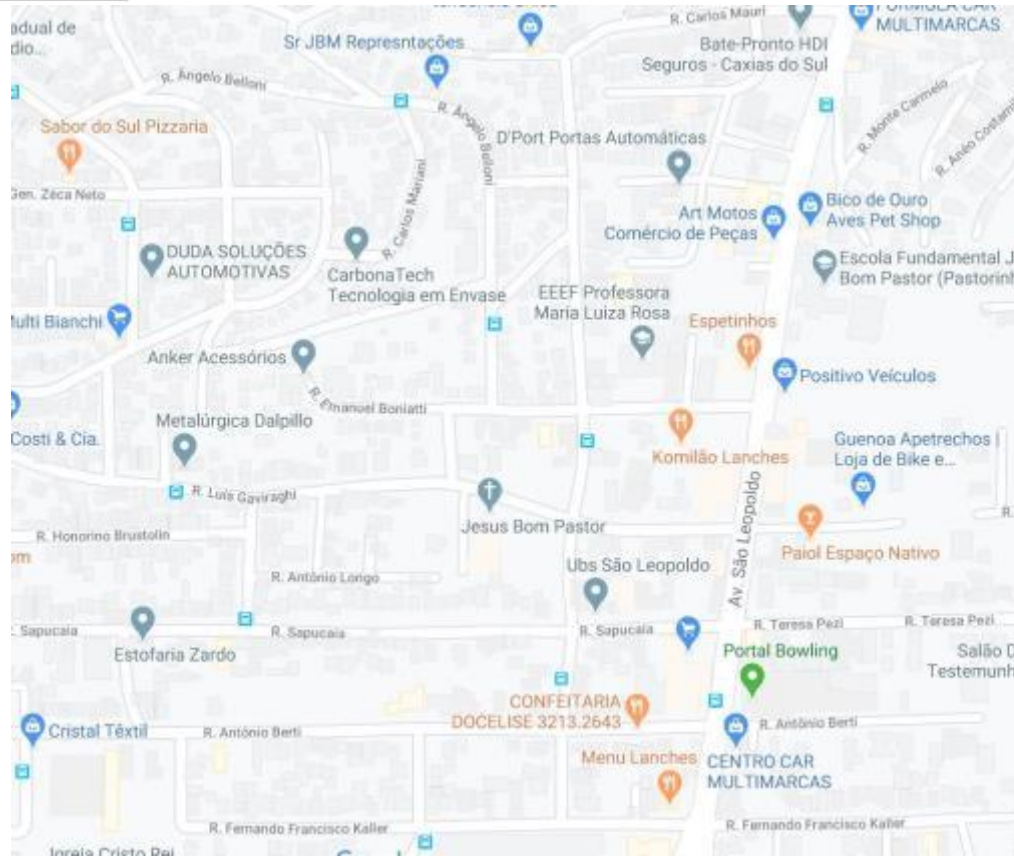 R. Carlos Mauri
FORMULA CAR
MULTIMARCAS
adual de
dio...
Sr JBM Represntações
Bate-Pronto HDI
Seguros - Caxias do Sul
R. Ângelo Belloni
R. Ângelo Belloni
R. Monte Carmelo
Sabor do Sul Pizzaria
D'Port Portas Automáticas
R. Anéo Costami
Gen. Zéca Neto
R. Carlos Mariani
Bico de Ouro
Aves Pet Shop
Art Motos
Comércio de Peças
DUDA SOLUÇÕES
AUTOMOTIVAS
CarbonaTech
Tecnologia em Envase
Escola Fundamental J
Bom Pastor (Pastorinh
EEEF Professora
Maria Luiza Rosa
Multi Bianchi
Espetinhos
Anker Acessórios
Positivo Veículos
R. Emanoel Boniatti
Metalúrgica Dalpillo
Costi & Cia.
Komilão Lanches
Guenoa Apetrechos |
Loja de Bike e...
R. Luís Gaviraghi
Av. São Leopoldo
R.
Jesus Bom Pastor
R. Honorino Brustolin
Paiol Espaço Nativo
om
Ubs São Leopoldo
R. Antônio Longo
R. Sapucaia
R. Sapucaia
R. Sapucaia
R. Teresa Pezi
R. Teresa Pezi
Estofaria Zardo
Portal Bowling
Salão D
Testemunh
CONFEITARIA
DOCELISE 3213.2643
Cristal Têxtil
R. Antônio Berti
R. Antônio Berti
Menu Lanches
CENTRO CAR
MULTIMARCAS
R. Fernando Francisco Kaller
R. Fernando Francisco Kaller
Igreja Cristo Rei
Google